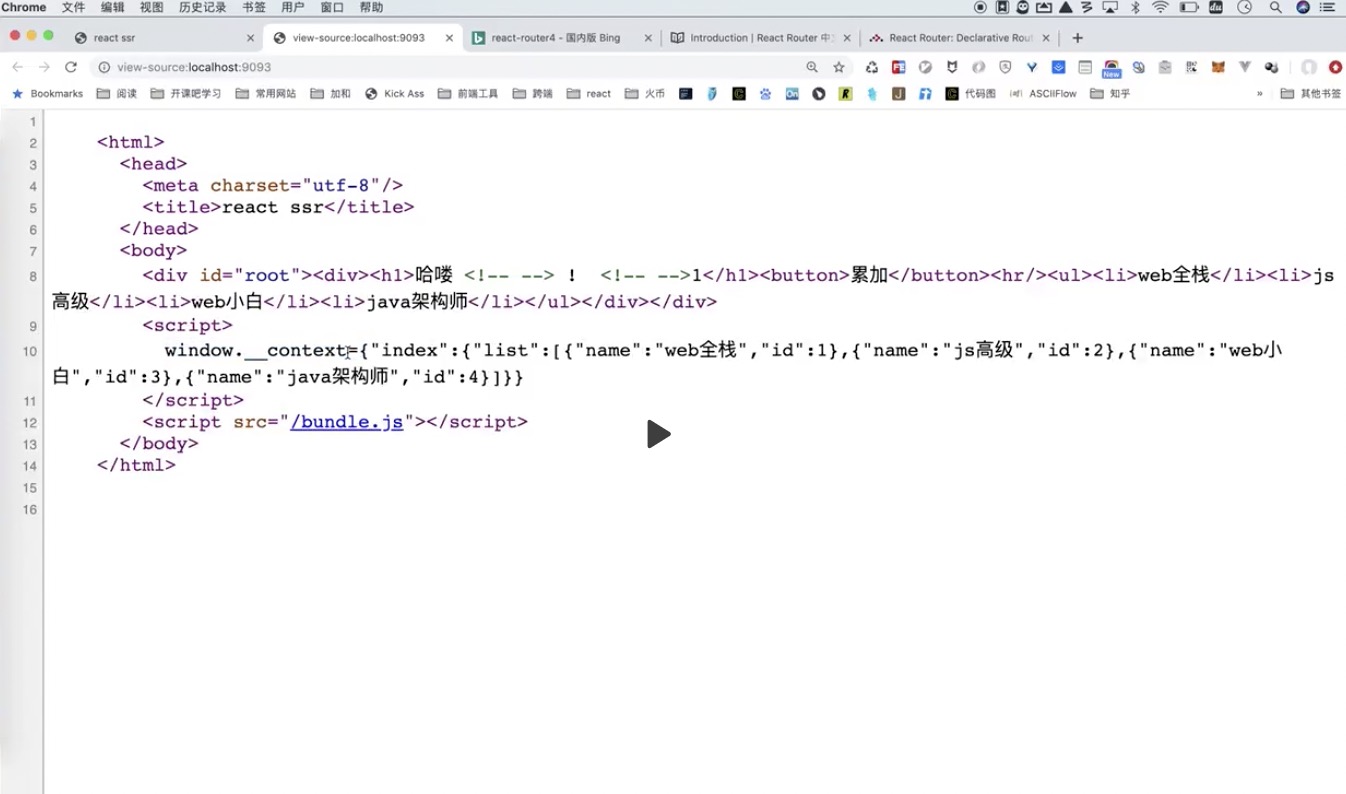 Chrome 文件 编辑 视图 历史记录 书签 用户 窗口 帮助
react ssr view-source:localhost:9093 react-router4 - 国内版 Bing Introduction | React Router 中 React Router: Declarative Rout
view-source:localhost:9093 New
Bookmarks 阅读 开课吧学习 常用网站 加和 Kick Ass 前端工具 跨端 react 火币 代码图 ASCIIFlow 知乎 » 其他书签
1
2 <html>
3 <head>
4 <meta charset="utf-8"/>
5 <title>react ssr</title>
6 </head>
7 <body>
8 <div id="root"><div><h1>哈喽 <!-- --> ! <!-- -->1</h1><button>累加</button><hr/><ul><li>web全栈</li><li>js
高级</li><li>web小白</li><li>java架构师</li></ul></div></div>
9 <script>
10 window.__context={"index":{"list":[{"name":"web全栈","id":1},{"name":"js高级","id":2},{"name":"web小
白","id":3},{"name":"java架构师","id":4}]}}
11 </script>
12 <script src="/bundle.js"></script>
13 </body>
14 </html>
15
16